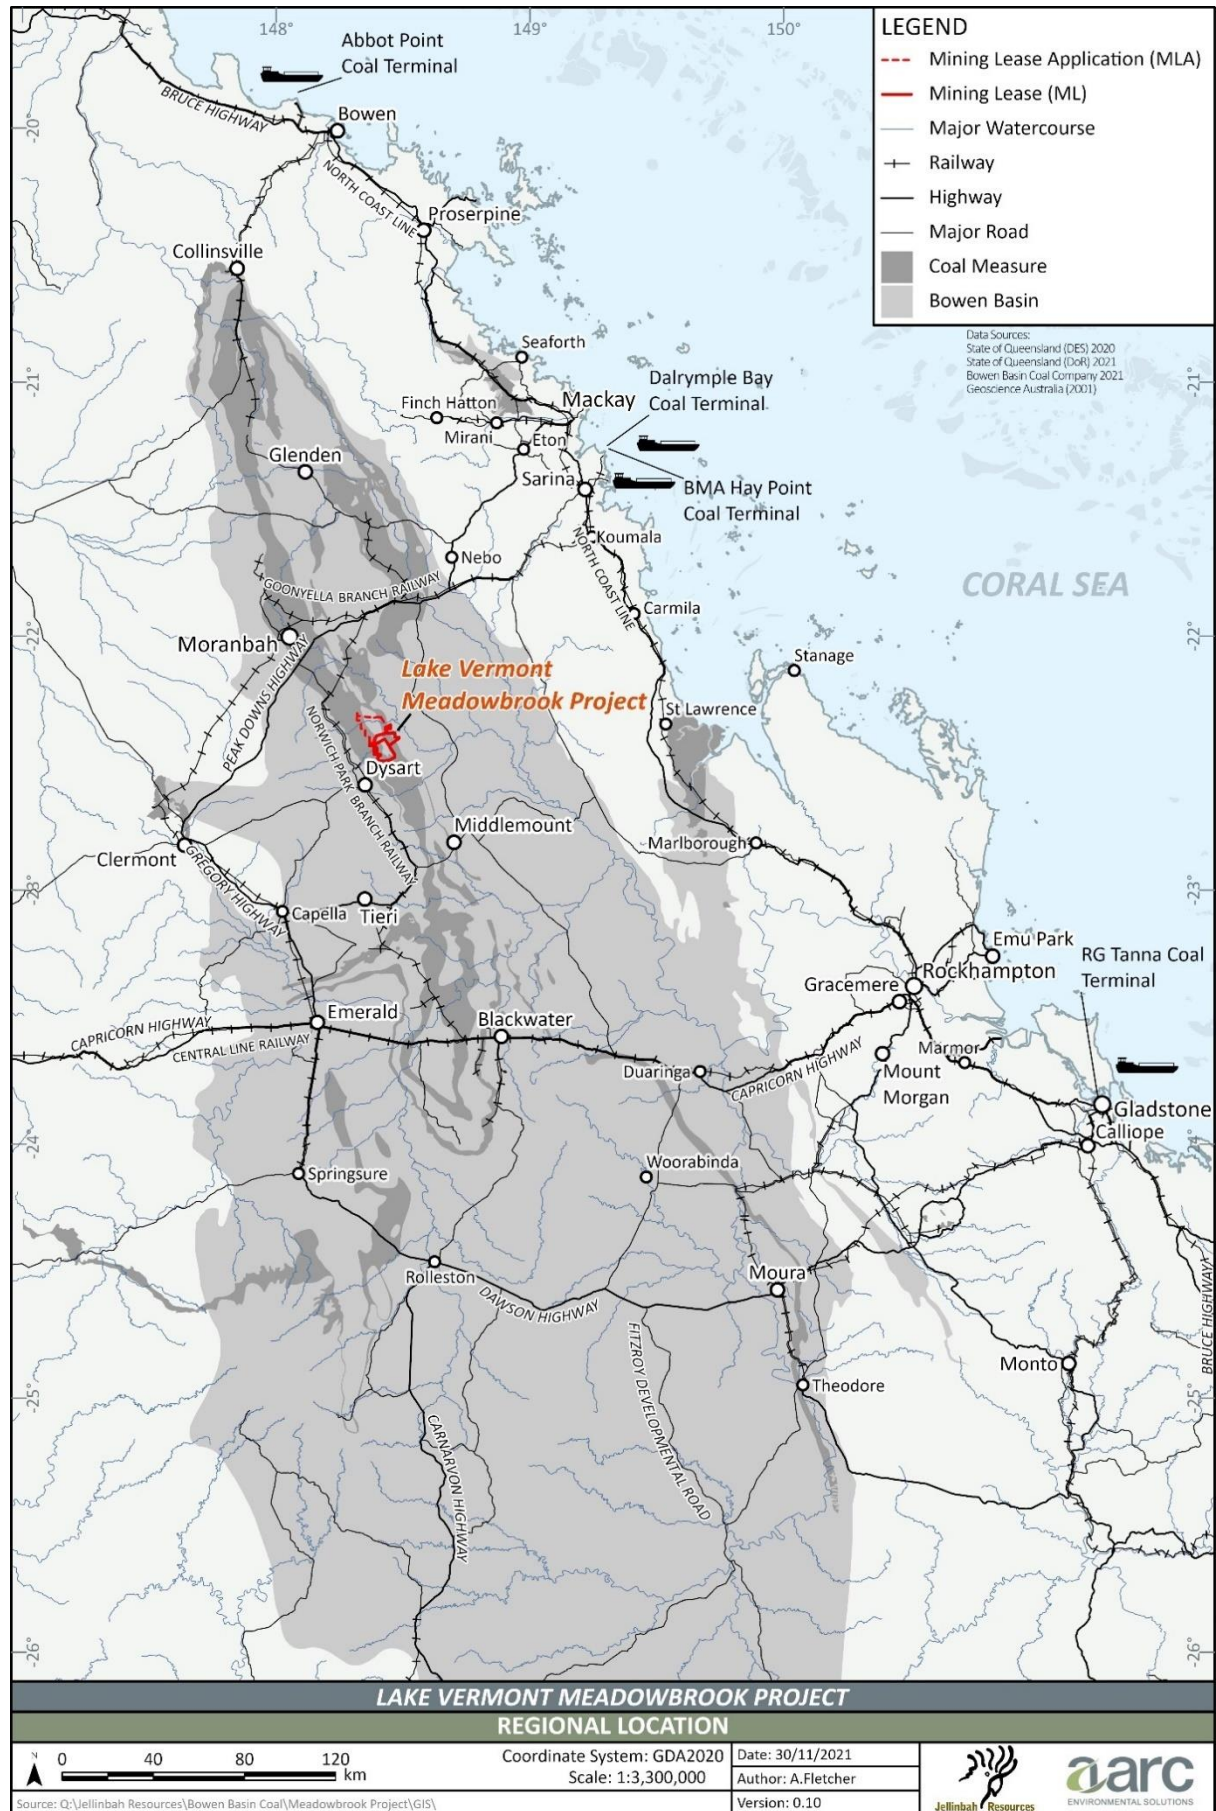 148°
149°
150°
LEGEND
Mining Lease Application (MLA)
Mining Lease (ML)
Major Watercourse
Railway
Highway
Major Road
Coal Measure
Bowen Basin
Data Sources:
State of Queensland (DES) 2020
State of Queensland (DoR) 2021
Bowen Basin Coal Company 2021
Geoscience Australia (2001)
Abbot Point
Coal Terminal
BRUCE HIGHWAY
-20°
Bowen
NORTH COAST LINE
Proserpine
Collinsville
Seaforth
-21°
-21°
Dalrymple Bay
Coal Terminal
Finch Hatton
Mackay
Mirani
Eton
Glenden
Sarina
BMA Hay Point
Coal Terminal
Koumala
NORTH COAST LINE
Nebo
GOONYELLA BRANCH RAILWAY
CORAL SEA
Carmila
-22°
-22°
Moranbah
Stanage
PEAK DOWNS HIGHWAY
Lake Vermont
Meadowbrook Project
St Lawrence
NORWICH PARK BRANCH RAILWAY
Dysart
Middlemount
Marlborough
Clermont
GREGORY HIGHWAY
-23°
-23°
Capella
Tieri
Emu Park
RG Tanna Coal
Terminal
Rockhampton
Gracemere
Emerald
Blackwater
CAPRICORN HIGHWAY
CENTRAL LINE RAILWAY
Marmor
Duaringa
CAPRICORN HIGHWAY
Mount
Morgan
Gladstone
Calliope
-24°
-24°
Woorabinda
Springsure
Rolleston
Moura
DAWSON HIGHWAY
BRUCE HIGHWAY
FITZROY DEVELOPMENTAL ROAD
Monto
Theodore
-25°
-25°
CARNARVON HIGHWAY
-26°
-26°
LAKE VERMONT MEADOWBROOK PROJECT
REGIONAL LOCATION
N
0 40 80 120
km
Coordinate System: GDA2020
Scale: 1:3,300,000
Date: 30/11/2021
Author: A.Fletcher
Version: 0.10
Source: Q:\Jellinbah Resources\Bowen Basin Coal\Meadowbrook Project\GIS\
Jellinbah Resources
aarc
ENVIRONMENTAL SOLUTIONS